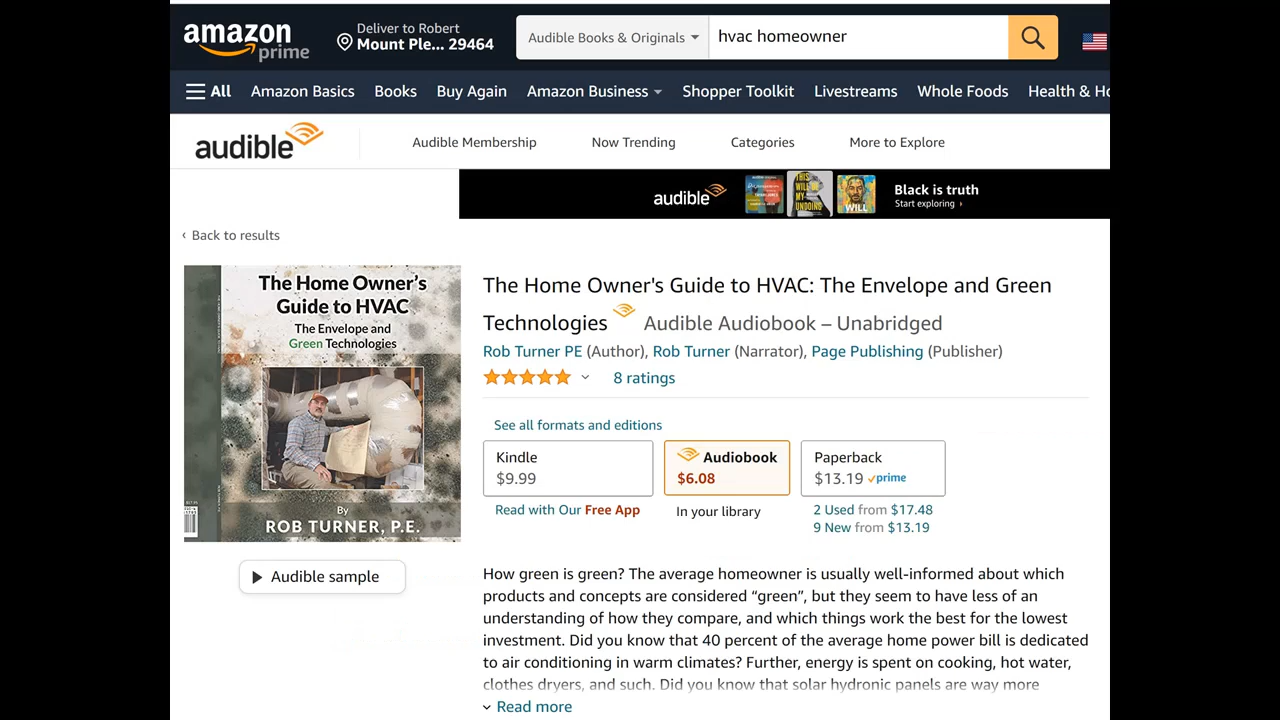 amazon
prime
Deliver to Robert
Mount Ple... 29464
Audible Books & Originals
hvac homeowner
All Amazon Basics Books Buy Again Amazon Business Shopper Toolkit Livestreams Whole Foods Health & Ho
audible
Audible Membership Now Trending Categories More to Explore
audible
THIS WILL BE MY UNDOING
WILL
Black is truth
Start exploring ›
‹ Back to results
The Home Owner's
Guide to HVAC
The Envelope and
Green Technologies
By
ROB TURNER, P.E.
Audible sample
The Home Owner's Guide to HVAC: The Envelope and Green
Technologies Audible Audiobook – Unabridged
Rob Turner PE (Author), Rob Turner (Narrator), Page Publishing (Publisher)
8 ratings
See all formats and editions
Kindle
$9.99
Read with Our Free App
Audiobook
$6.08
In your library
Paperback
$13.19 prime
2 Used from $17.48
9 New from $13.19
How green is green? The average homeowner is usually well-informed about which
products and concepts are considered “green”, but they seem to have less of an
understanding of how they compare, and which things work the best for the lowest
investment. Did you know that 40 percent of the average home power bill is dedicated
to air conditioning in warm climates? Further, energy is spent on cooking, hot water,
clothes dryers, and such. Did you know that solar hydronic panels are way more
Read more